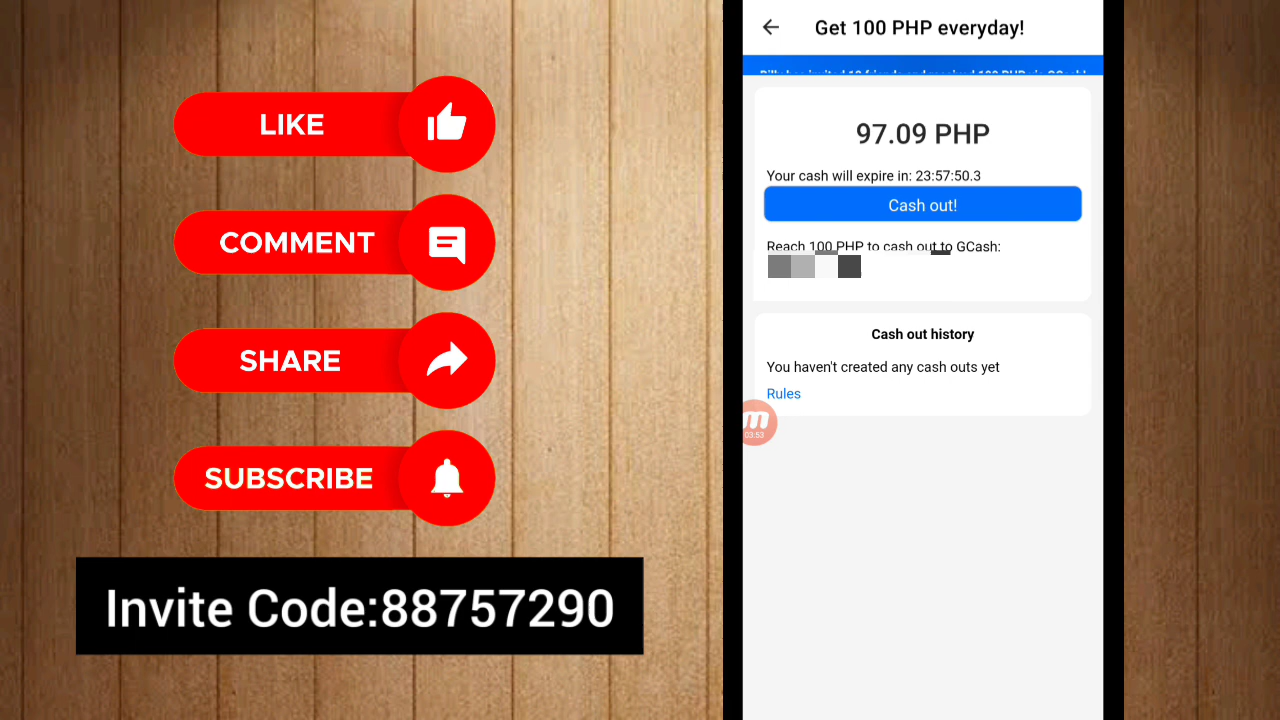 LIKE
COMMENT
SHARE
SUBSCRIBE
Invite Code:88757290
Get 100 PHP everyday!
97.09 PHP
Your cash will expire in: 23:57:50.3
Cash out!
Reach 100 PHP to cash out to GCash:
Cash out history
You haven't created any cash outs yet
Rules
03:53